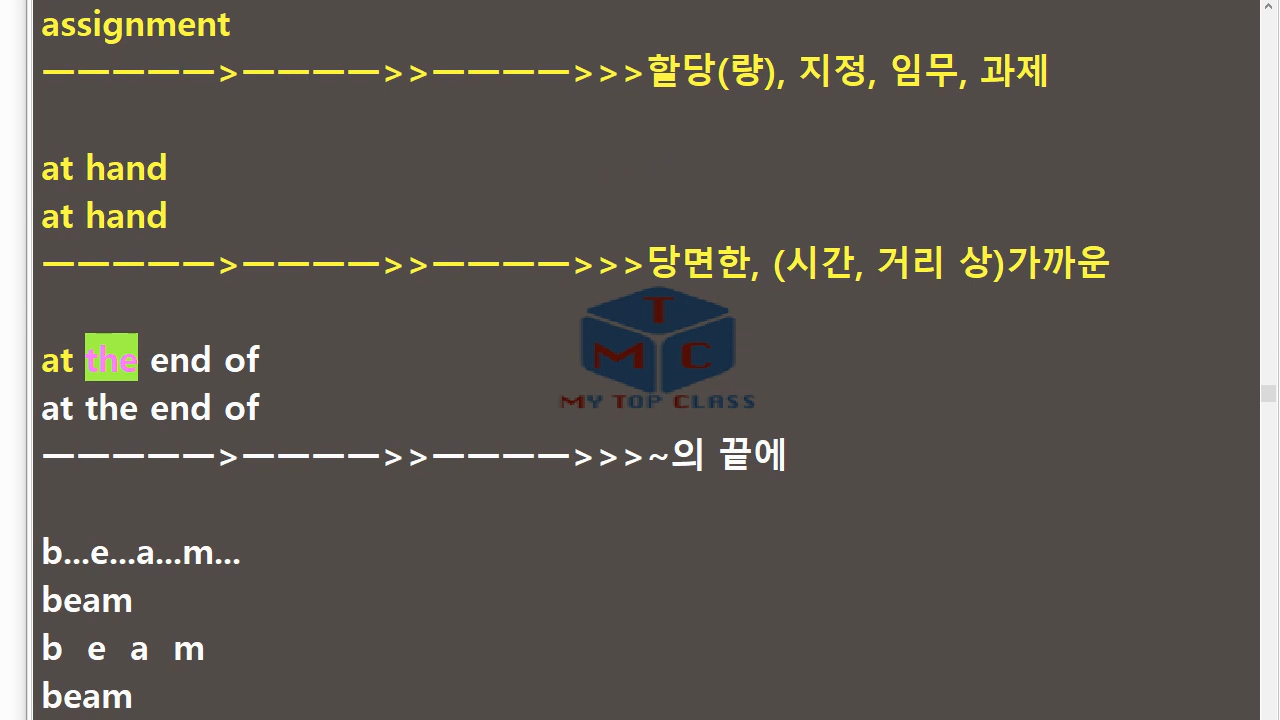 assignment
ㅡㅡㅡㅡㅡ>ㅡㅡㅡㅡ>>ㅡㅡㅡㅡ>>>할당(량), 지정, 임무, 과제
at hand
at hand
ㅡㅡㅡㅡㅡ>ㅡㅡㅡㅡ>>ㅡㅡㅡㅡ>>>당면한, (시간, 거리 상)가까운
T
M C
MY TOP CLASS
at the end of
at the end of
ㅡㅡㅡㅡㅡ>ㅡㅡㅡㅡ>>ㅡㅡㅡㅡ>>>~의 끝에
b...e...a...m...
beam
b e a m
beam